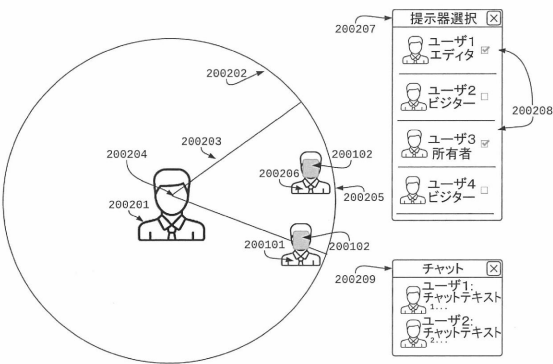 200207
提示器選択
ユーザ1
エディタ
ユーザ2
ビジター
200208
ユーザ3
所有者
ユーザ4
ビジター
200202
200203
200204
200102
200206
200205
200201
200101
200102
200209
チャット
ユーザ1:
チャットテキスト
1...
ユーザ2:
チャットテキスト
2...